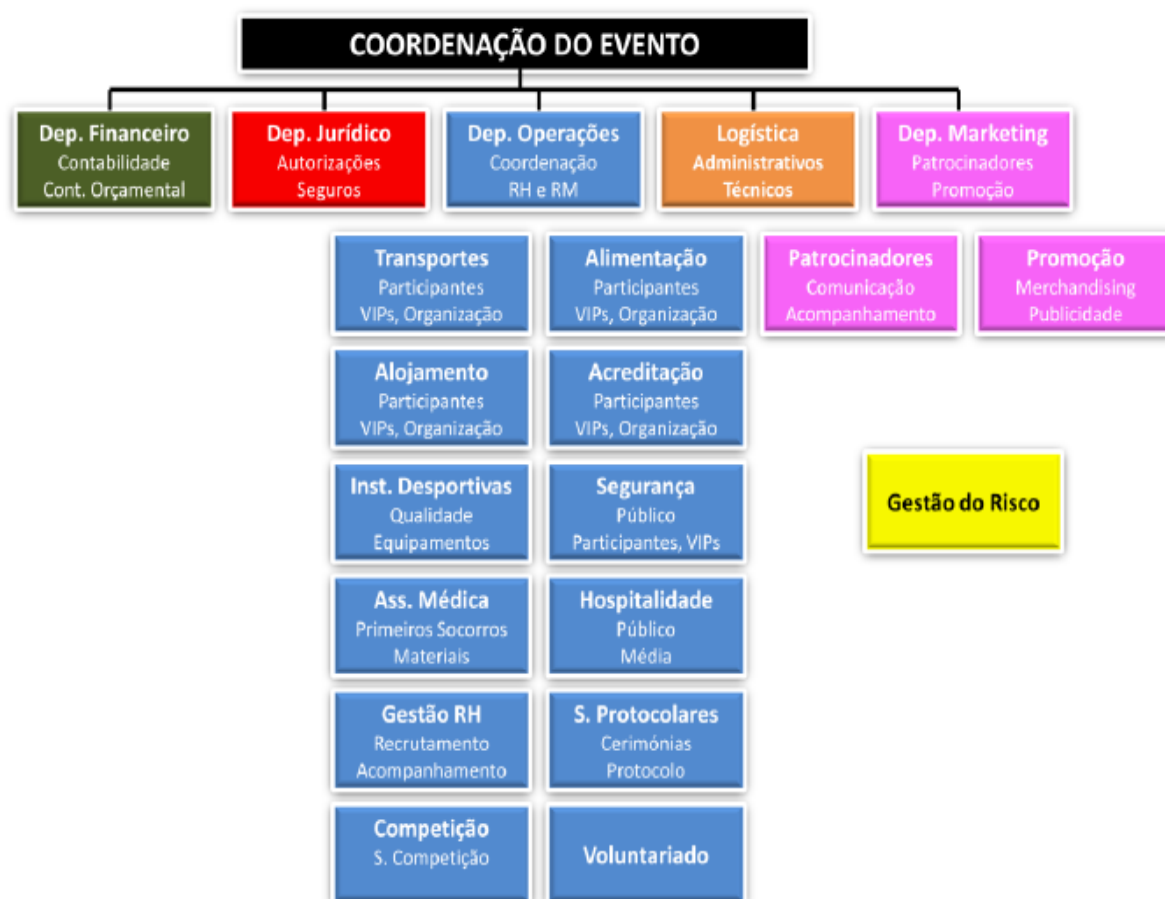 COORDENAÇÃO DO EVENTO
Dep. Financeiro
Contabilidade
Cont. Orçamental
Dep. Jurídico
Autorizações
Seguros
Dep. Operações
Coordenação
RH e RM
Logística
Administrativos
Técnicos
Dep. Marketing
Patrocinadores
Promoção
Transportes
Participantes
VIPs, Organização
Alimentação
Participantes
VIPs, Organização
Patrocinadores
Comunicação
Acompanhamento
Promoção
Merchandising
Publicidade
Alojamento
Participantes
VIPs, Organização
Acreditação
Participantes
VIPs, Organização
Inst. Desportivas
Qualidade
Equipamentos
Segurança
Público
Participantes, VIPs
Gestão do Risco
Ass. Médica
Primeiros Socorros
Materiais
Hospitalidade
Público
Média
Gestão RH
Recrutamento
Acompanhamento
S. Protocolares
Cerimónias
Protocolo
Competição
S. Competição
Voluntariado